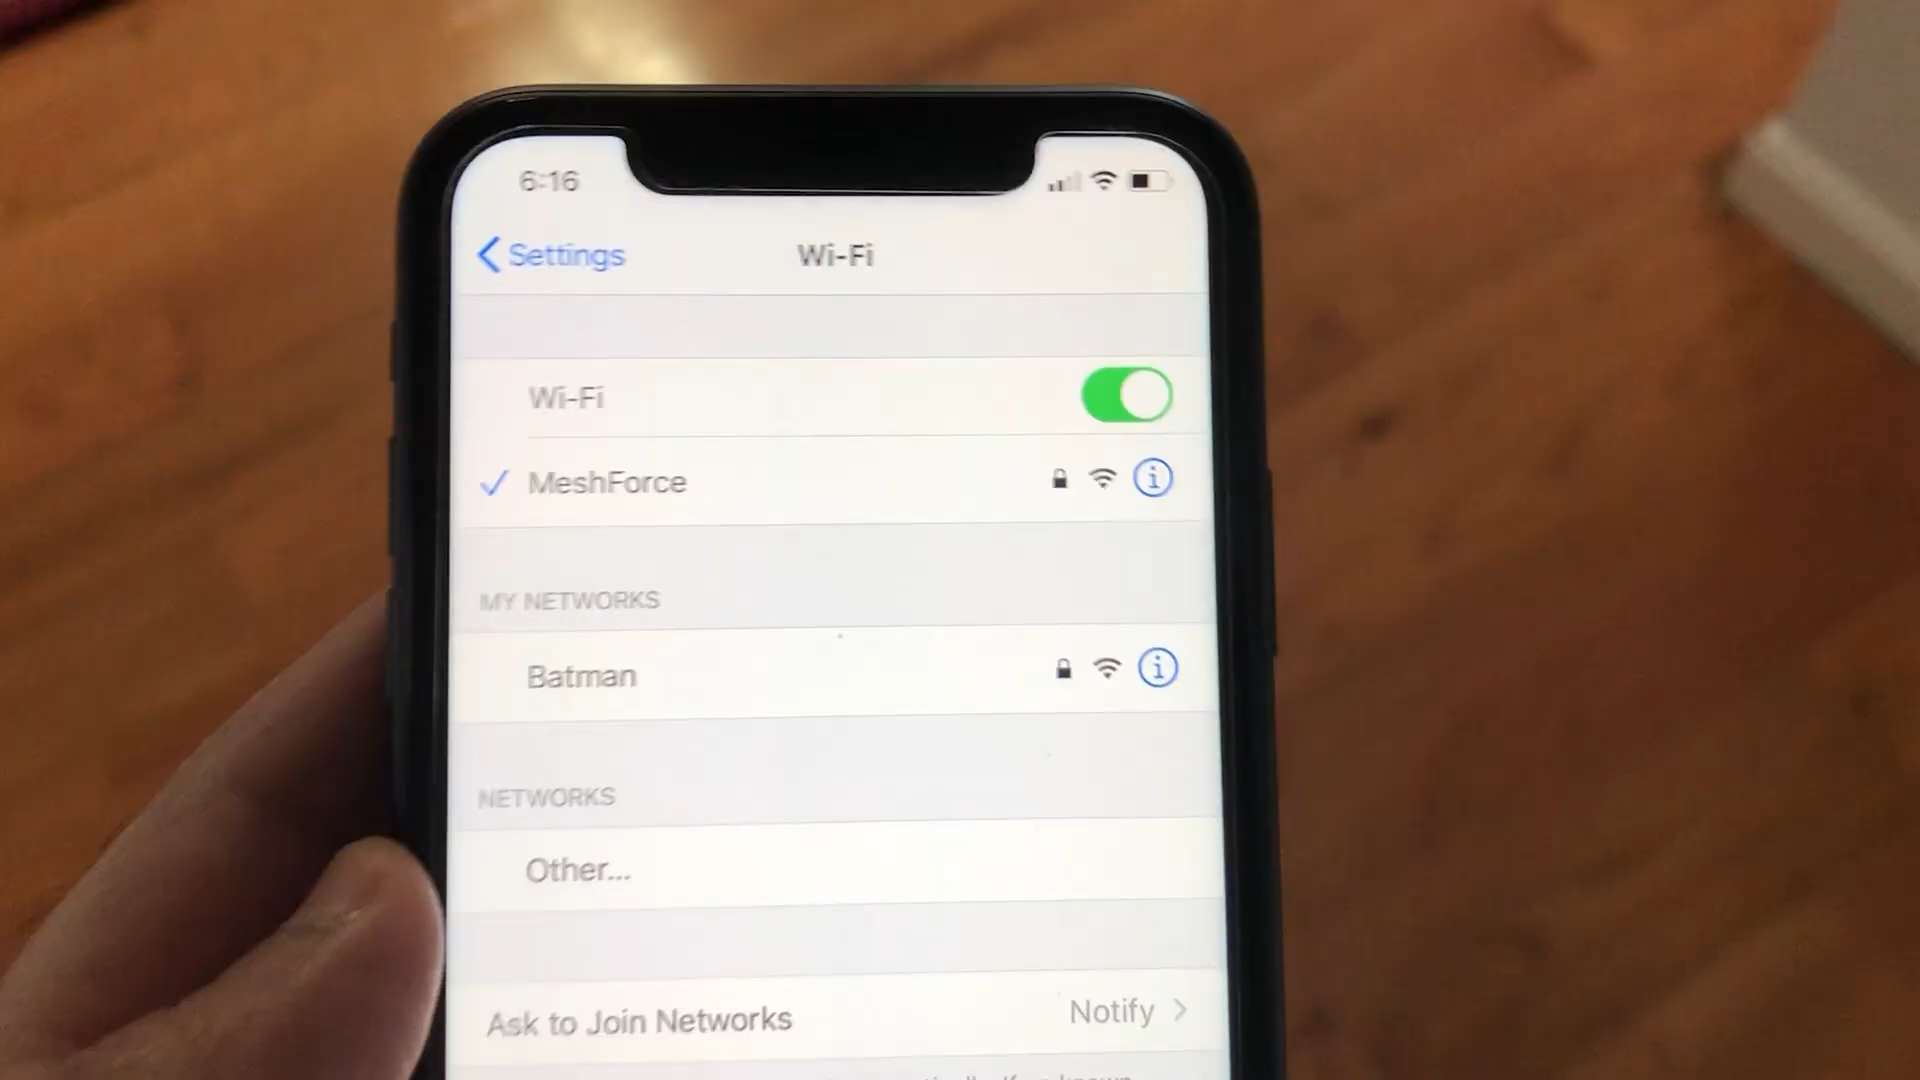 6:16
Settings
Wi-Fi
Wi-Fi
MeshForce
MY NETWORKS
Batman
NETWORKS
Other...
Ask to Join Networks
Notify